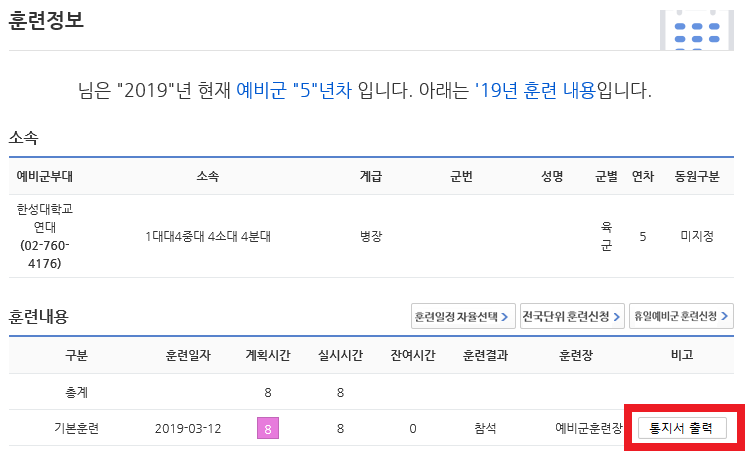 훈련정보
님은 "2019"년 현재 예비군 "5"년차 입니다. 아래는 '19년 훈련 내용입니다.
소속
예비군부대 소속 계급 군번 성명 군별 연차 동원구분
한성대학교
연대
(02-760-
4176)
1대대4중대 4소대 4분대 병장 육
군
5 미지정
훈련내용 훈련일정 자율선택 전국단위 훈련신청 휴일예비군 훈련신청
구분 훈련일자 계획시간 실시시간 잔여시간 훈련결과 훈련장 비고
총계 8 8
기본훈련 2019-03-12 8 8 0 참석 예비군훈련장 통지서 출력